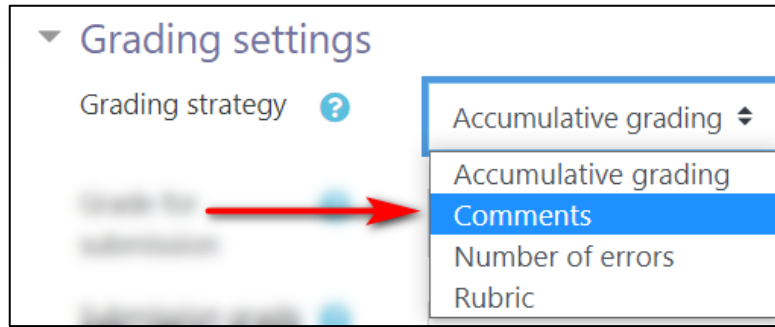 Grading settings
Grading strategy ?
Accumulative grading
Accumulative grading
Comments
Number of errors
Rubric